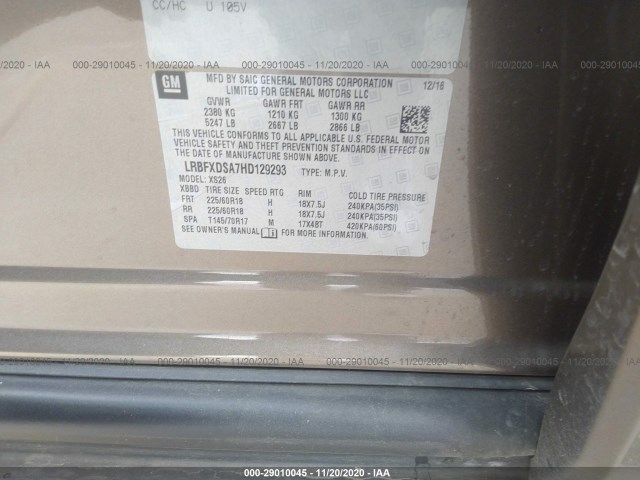 CC/HC U 105V
IAA 000-29010045 - 11/20/2020 - IAA 000-29010045 - 11/20/2020 - IAA
GM
MFD BY SAIC GENERAL MOTORS CORPORATION 12/16
LIMITED FOR GENERAL MOTORS LLC
GVWR GAWR FRT GAWR RR
2380 KG 1210 KG 1300 KG
5247 LB 2667 LB 2866 LB
THIS VEHICLE CONFORMS TO ALL APPLICABLE U.S. FEDERAL MOTOR
VEHICLE SAFETY AND THEFT PREVENTION STANDARDS IN EFFECT ON
THE DATE OF MANUFACTURE SHOWN ABOVE.
LRBFXDSA7HD129293 TYPE: M.P.V.
MODEL: XS26
XBBD TIRE SIZE SPEED RTG RIM COLD TIRE PRESSURE
FRT 225/60R18 H 18X7.5J 240KPA(35PSI)
RR 225/60R18 H 18X7.5J 240KPA(35PSI)
SPA T145/70R17 M 17X4BT 420KPA(60PSI)
SEE OWNER'S MANUAL FOR MORE INFORMATION.
000-29010045 - 11/20/2020 - IAA